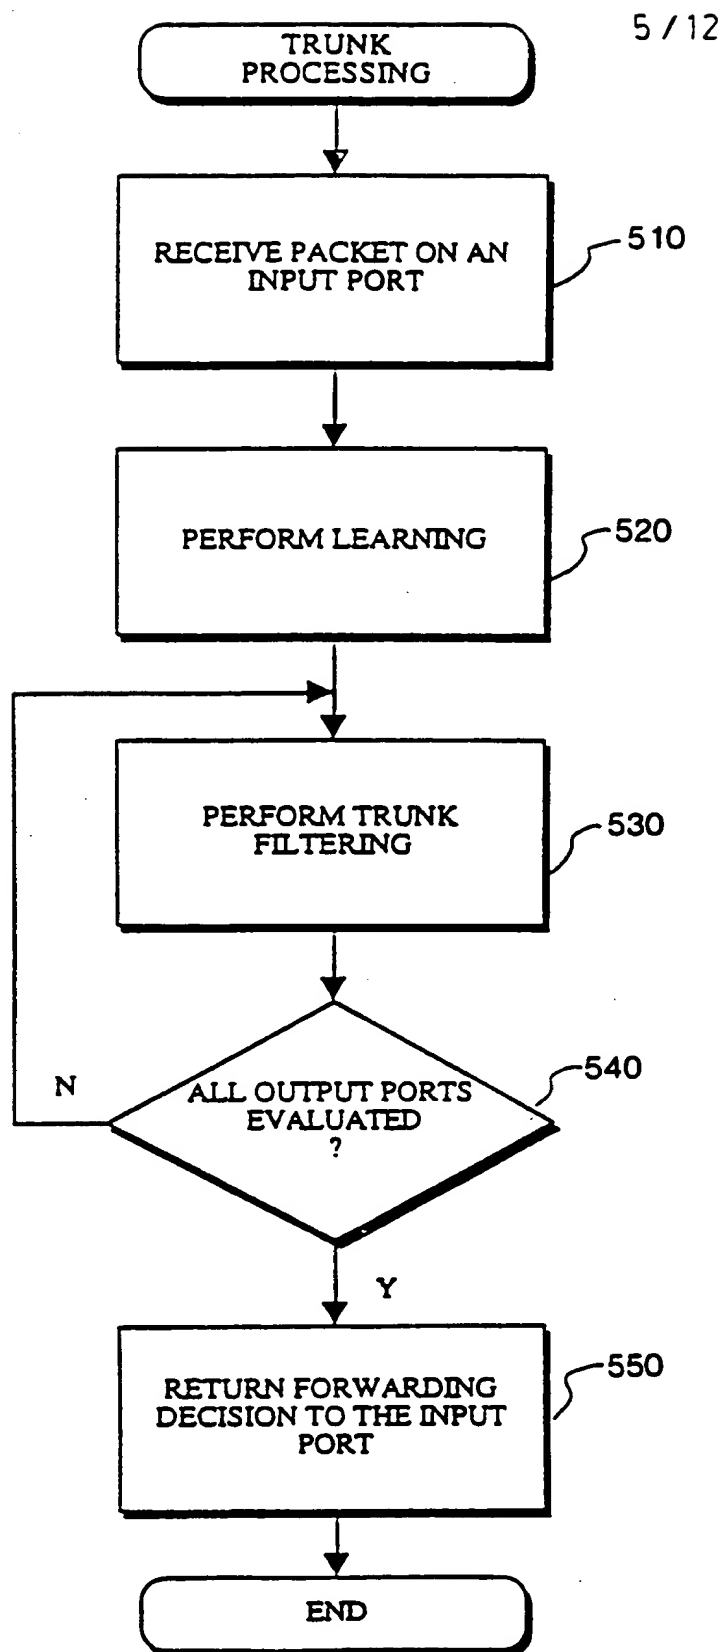 5 / 12
TRUNK
PROCESSING
RECEIVE PACKET ON AN
INPUT PORT
510
PERFORM LEARNING
520
PERFORM TRUNK
FILTERING
530
ALL OUTPUT PORTS
EVALUATED
?
540
N
Y
RETURN FORWARDING
DECISION TO THE INPUT
PORT
550
END